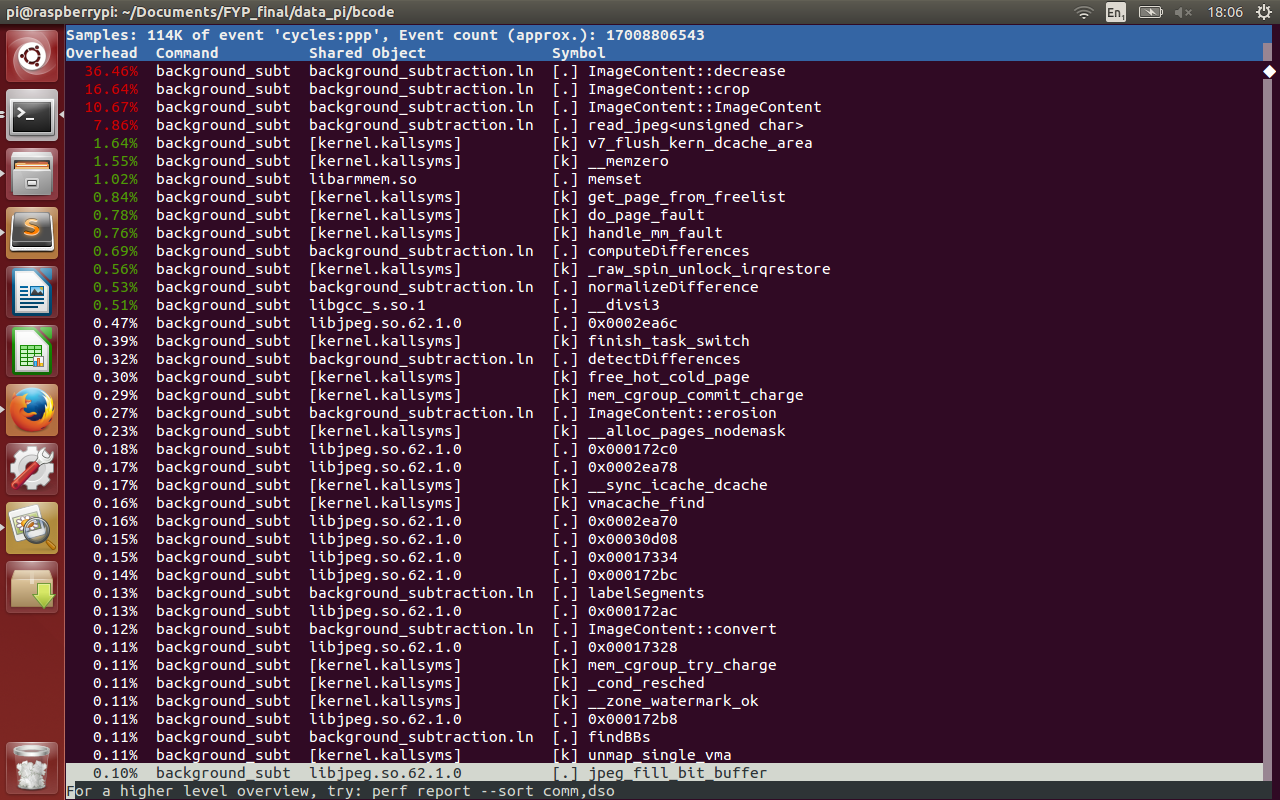 pi@raspberrypi: ~/Documents/FYP_final/data_pi/bcode En1 18:06
Samples: 114K of event 'cycles:ppp', Event count (approx.): 17008806543
Overhead  Command  Shared Object  Symbol
36.46%  background_subt  background_subtraction.ln  [.] ImageContent::decrease
16.64%  background_subt  background_subtraction.ln  [.] ImageContent::crop
10.67%  background_subt  background_subtraction.ln  [.] ImageContent::ImageContent
7.86%  background_subt  background_subtraction.ln  [.] read_jpeg<unsigned char>
1.64%  background_subt  [kernel.kallsyms]  [k] v7_flush_kern_dcache_area
1.55%  background_subt  [kernel.kallsyms]  [k] __memzero
1.02%  background_subt  libarmmem.so  [.] memset
0.84%  background_subt  [kernel.kallsyms]  [k] get_page_from_freelist
0.78%  background_subt  [kernel.kallsyms]  [k] do_page_fault
0.76%  background_subt  [kernel.kallsyms]  [k] handle_mm_fault
0.69%  background_subt  background_subtraction.ln  [.] computeDifferences
0.56%  background_subt  [kernel.kallsyms]  [k] _raw_spin_unlock_irqrestore
0.53%  background_subt  background_subtraction.ln  [.] normalizeDifference
0.51%  background_subt  libgcc_s.so.1  [.] __divsi3
0.47%  background_subt  libjpeg.so.62.1.0  [.] 0x0002ea6c
0.39%  background_subt  [kernel.kallsyms]  [k] finish_task_switch
0.32%  background_subt  background_subtraction.ln  [.] detectDifferences
0.30%  background_subt  [kernel.kallsyms]  [k] free_hot_cold_page
0.29%  background_subt  [kernel.kallsyms]  [k] mem_cgroup_commit_charge
0.27%  background_subt  background_subtraction.ln  [.] ImageContent::erosion
0.23%  background_subt  [kernel.kallsyms]  [k] __alloc_pages_nodemask
0.18%  background_subt  libjpeg.so.62.1.0  [.] 0x000172c0
0.17%  background_subt  libjpeg.so.62.1.0  [.] 0x0002ea78
0.17%  background_subt  [kernel.kallsyms]  [k] __sync_icache_dcache
0.16%  background_subt  [kernel.kallsyms]  [k] vmacache_find
0.16%  background_subt  libjpeg.so.62.1.0  [.] 0x0002ea70
0.15%  background_subt  libjpeg.so.62.1.0  [.] 0x00030d08
0.15%  background_subt  libjpeg.so.62.1.0  [.] 0x00017334
0.14%  background_subt  libjpeg.so.62.1.0  [.] 0x000172bc
0.13%  background_subt  background_subtraction.ln  [.] labelSegments
0.13%  background_subt  libjpeg.so.62.1.0  [.] 0x000172ac
0.12%  background_subt  background_subtraction.ln  [.] ImageContent::convert
0.11%  background_subt  libjpeg.so.62.1.0  [.] 0x00017328
0.11%  background_subt  [kernel.kallsyms]  [k] mem_cgroup_try_charge
0.11%  background_subt  [kernel.kallsyms]  [k] _cond_resched
0.11%  background_subt  [kernel.kallsyms]  [k] __zone_watermark_ok
0.11%  background_subt  libjpeg.so.62.1.0  [.] 0x000172b8
0.11%  background_subt  background_subtraction.ln  [.] findBBs
0.11%  background_subt  [kernel.kallsyms]  [k] unmap_single_vma
0.10%  background_subt  libjpeg.so.62.1.0  [.] jpeg_fill_bit_buffer
For a higher level overview, try: perf report --sort comm,dso